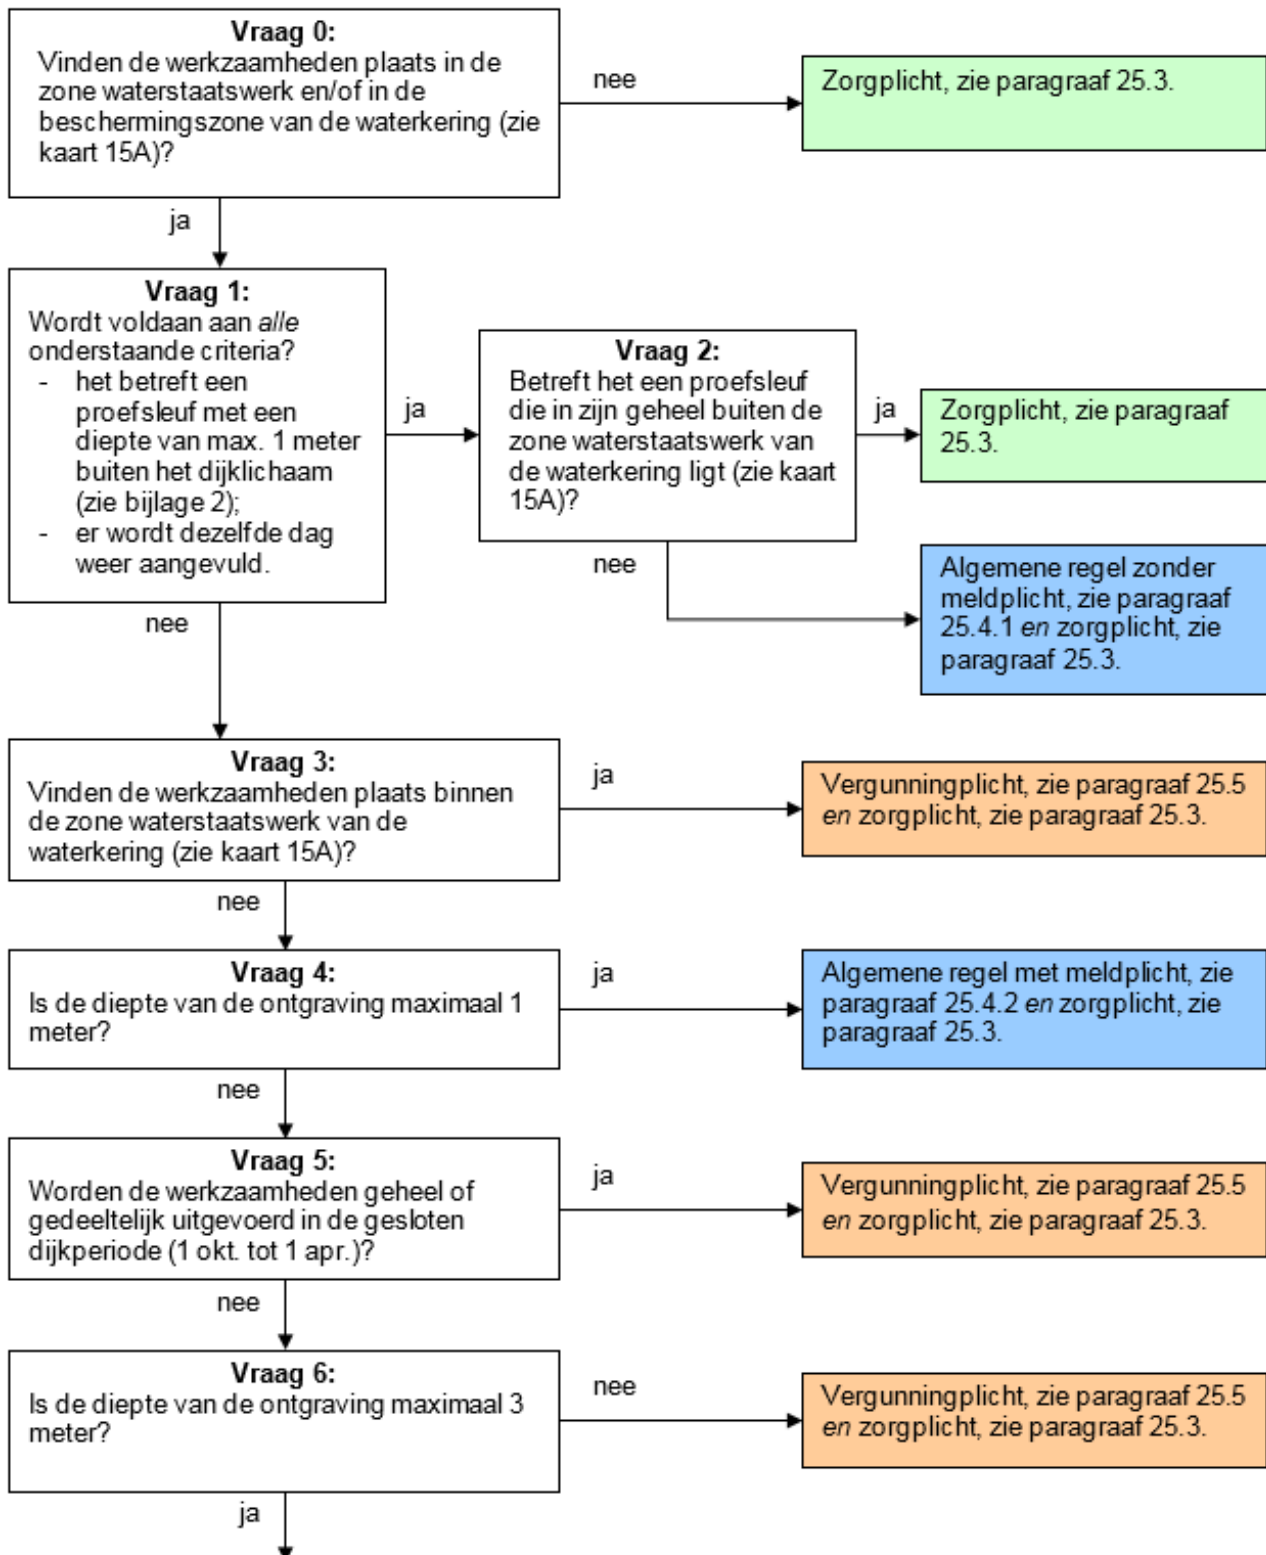 Vraag 0:
Vinden de werkzaamheden plaats in de
zone waterstaatswerk en/of in de
beschermingszone van de waterkering (zie
kaart 15A)?
nee
Zorgplicht, zie paragraaf 25.3.
ja
Vraag 1:
Wordt voldaan aan alle
onderstaande criteria?
- het betreft een
proefsleuf met een
diepte van max. 1 meter
buiten het dijklichaam
(zie bijlage 2);
- er wordt dezelfde dag
weer aangevuld.
ja
Vraag 2:
Betreft het een proefsleuf
die in zijn geheel buiten de
zone waterstaatswerk van
de waterkering ligt (zie kaart
15A)?
ja
Zorgplicht, zie paragraaf
25.3.
nee
Algemene regel zonder
meldplicht, zie paragraaf
25.4.1 en zorgplicht, zie
paragraaf 25.3.
nee
Vraag 3:
Vinden de werkzaamheden plaats binnen
de zone waterstaatswerk van de
waterkering (zie kaart 15A)?
ja
Vergunningplicht, zie paragraaf 25.5
en zorgplicht, zie paragraaf 25.3.
nee
Vraag 4:
Is de diepte van de ontgraving maximaal 1
meter?
ja
Algemene regel met meldplicht, zie
paragraaf 25.4.2 en zorgplicht, zie
paragraaf 25.3.
nee
Vraag 5:
Worden de werkzaamheden geheel of
gedeeltelijk uitgevoerd in de gesloten
dijkperiode (1 okt. tot 1 apr.)?
ja
Vergunningplicht, zie paragraaf 25.5
en zorgplicht, zie paragraaf 25.3.
nee
Vraag 6:
Is de diepte van de ontgraving maximaal 3
meter?
nee
Vergunningplicht, zie paragraaf 25.5
en zorgplicht, zie paragraaf 25.3.
ja